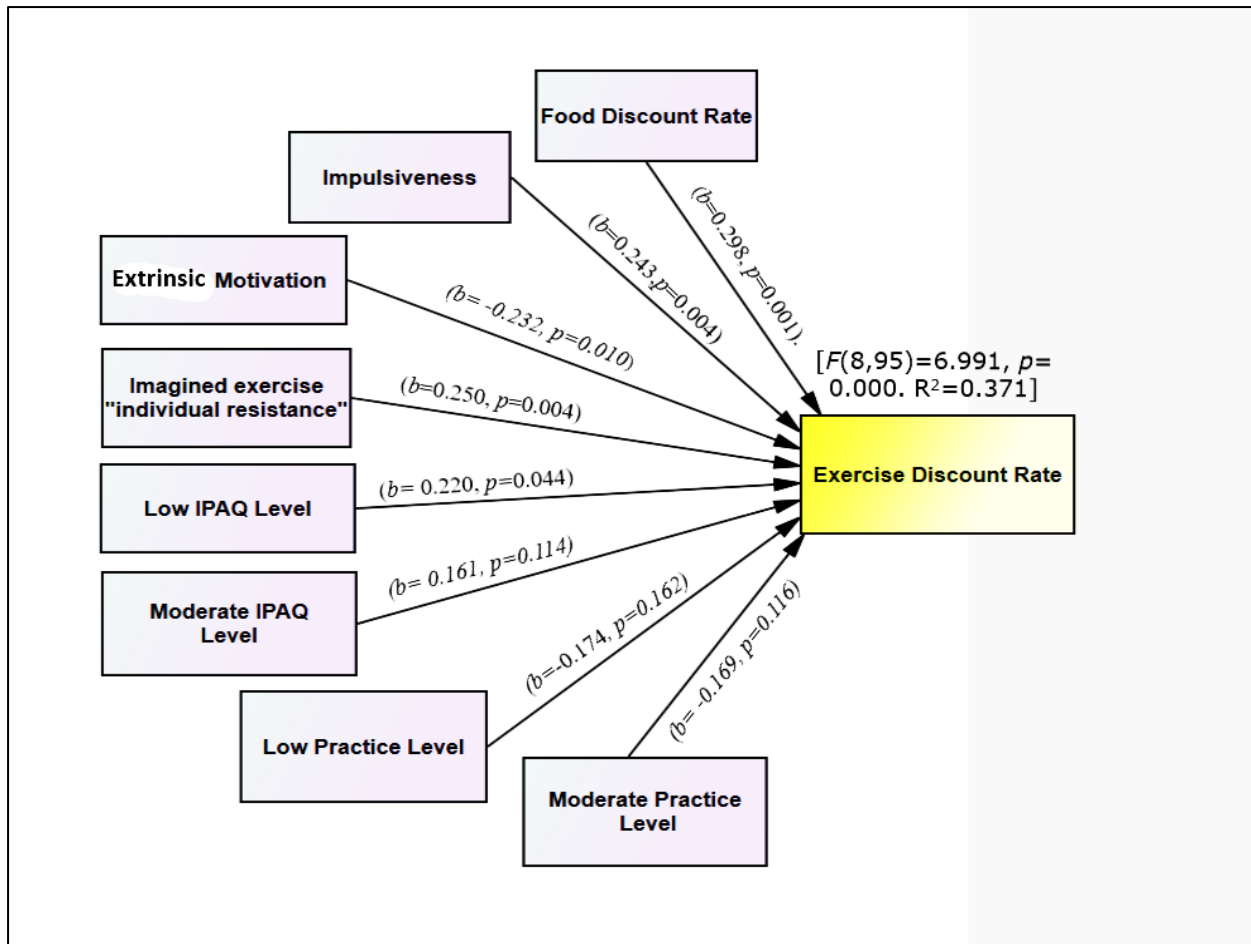 Food Discount Rate
(b=0.298, p=0.001).
Impulsiveness
(b=0.243,p=0.004)
Extrinsic Motivation
(b= -0.232, p=0.010)
Imagined exercise
"individual resistance"
(b=0.250, p=0.004)
Low IPAQ Level
(b= 0.220, p=0.044)
Moderate IPAQ
Level
(b= 0.161, p=0.114)
Low Practice Level
(b=-0.174, p=0.162)
Moderate Practice
Level
(b= -0.169, p=0.116)
[F(8,95)=6.991, p=
0.000. R²=0.371]
Exercise Discount Rate